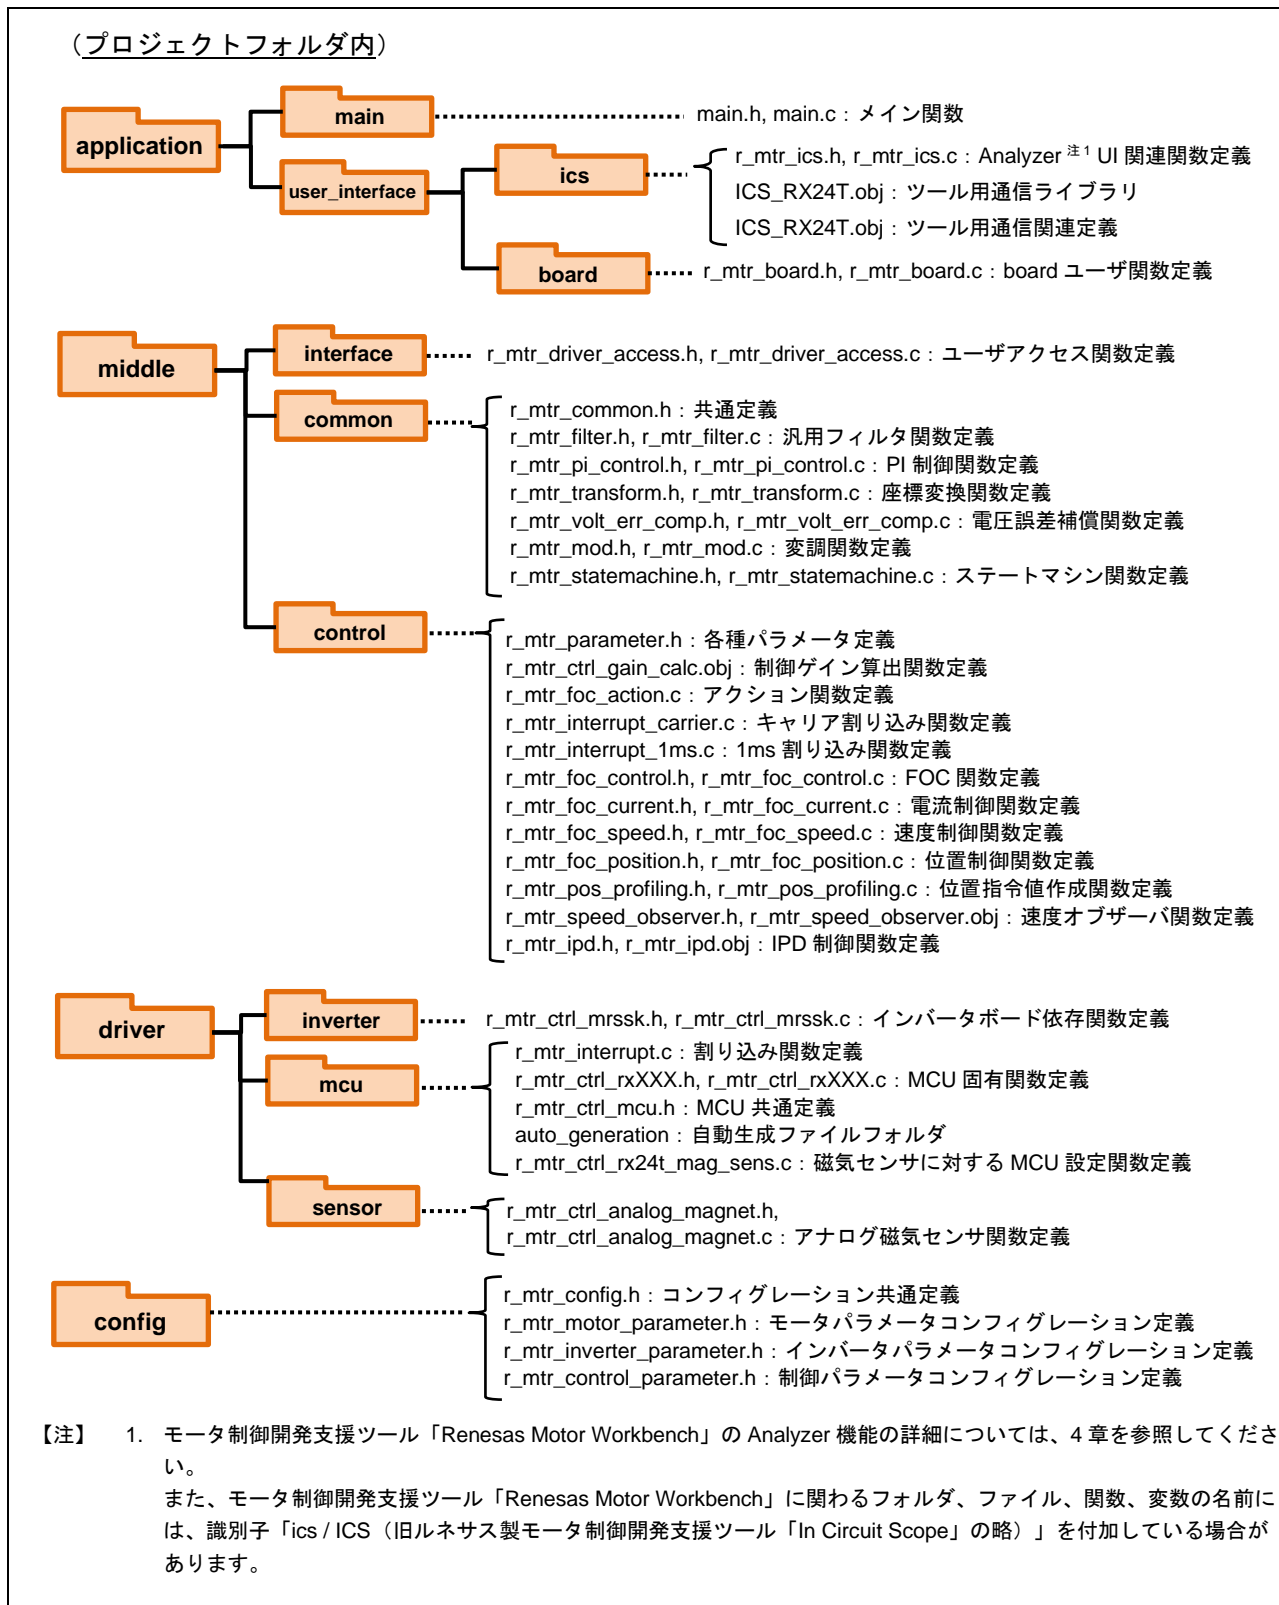 （プロジェクトフォルダ内）
application
main
main.h, main.c：メイン関数
user_interface
ics
r_mtr_ics.h, r_mtr_ics.c：Analyzer 注1 UI 関連関数定義
ICS_RX24T.obj：ツール用通信ライブラリ
ICS_RX24T.obj：ツール用通信関連定義
board
r_mtr_board.h, r_mtr_board.c：board ユーザ関数定義
middle
interface
r_mtr_driver_access.h, r_mtr_driver_access.c：ユーザアクセス関数定義
common
r_mtr_common.h：共通定義
r_mtr_filter.h, r_mtr_filter.c：汎用フィルタ関数定義
r_mtr_pi_control.h, r_mtr_pi_control.c：PI 制御関数定義
r_mtr_transform.h, r_mtr_transform.c：座標変換関数定義
r_mtr_volt_err_comp.h, r_mtr_volt_err_comp.c：電圧誤差補償関数定義
r_mtr_mod.h, r_mtr_mod.c：変調関数定義
r_mtr_statemachine.h, r_mtr_statemachine.c：ステートマシン関数定義
control
r_mtr_parameter.h：各種パラメータ定義
r_mtr_ctrl_gain_calc.obj：制御ゲイン算出関数定義
r_mtr_foc_action.c：アクション関数定義
r_mtr_interrupt_carrier.c：キャリア割り込み関数定義
r_mtr_interrupt_1ms.c：1ms 割り込み関数定義
r_mtr_foc_control.h, r_mtr_foc_control.c：FOC 関数定義
r_mtr_foc_current.h, r_mtr_foc_current.c：電流制御関数定義
r_mtr_foc_speed.h, r_mtr_foc_speed.c：速度制御関数定義
r_mtr_foc_position.h, r_mtr_foc_position.c：位置制御関数定義
r_mtr_pos_profiling.h, r_mtr_pos_profiling.c：位置指令値作成関数定義
r_mtr_speed_observer.h, r_mtr_speed_observer.obj：速度オブザーバ関数定義
r_mtr_ipd.h, r_mtr_ipd.obj：IPD 制御関数定義
driver
inverter
r_mtr_ctrl_mrssk.h, r_mtr_ctrl_mrssk.c：インバータボード依存関数定義
mcu
r_mtr_interrupt.c：割り込み関数定義
r_mtr_ctrl_rxXXX.h, r_mtr_ctrl_rxXXX.c：MCU 固有関数定義
r_mtr_ctrl_mcu.h：MCU 共通定義
auto_generation：自動生成ファイルフォルダ
r_mtr_ctrl_rx24t_mag_sens.c：磁気センサに対する MCU 設定関数定義
sensor
r_mtr_ctrl_analog_magnet.h,
r_mtr_ctrl_analog_magnet.c：アナログ磁気センサ関数定義
config
r_mtr_config.h：コンフィグレーション共通定義
r_mtr_motor_parameter.h：モータパラメータコンフィグレーション定義
r_mtr_inverter_parameter.h：インバータパラメータコンフィグレーション定義
r_mtr_control_parameter.h：制御パラメータコンフィグレーション定義
【注】 1. モータ制御開発支援ツール「Renesas Motor Workbench」の Analyzer 機能の詳細については、4 章を参照してくださ
い。
また、モータ制御開発支援ツール「Renesas Motor Workbench」に関わるフォルダ、ファイル、関数、変数の名前に
は、識別子「ics / ICS（旧ルネサス製モータ制御開発支援ツール「In Circuit Scope」の略）」を付加している場合が
あります。